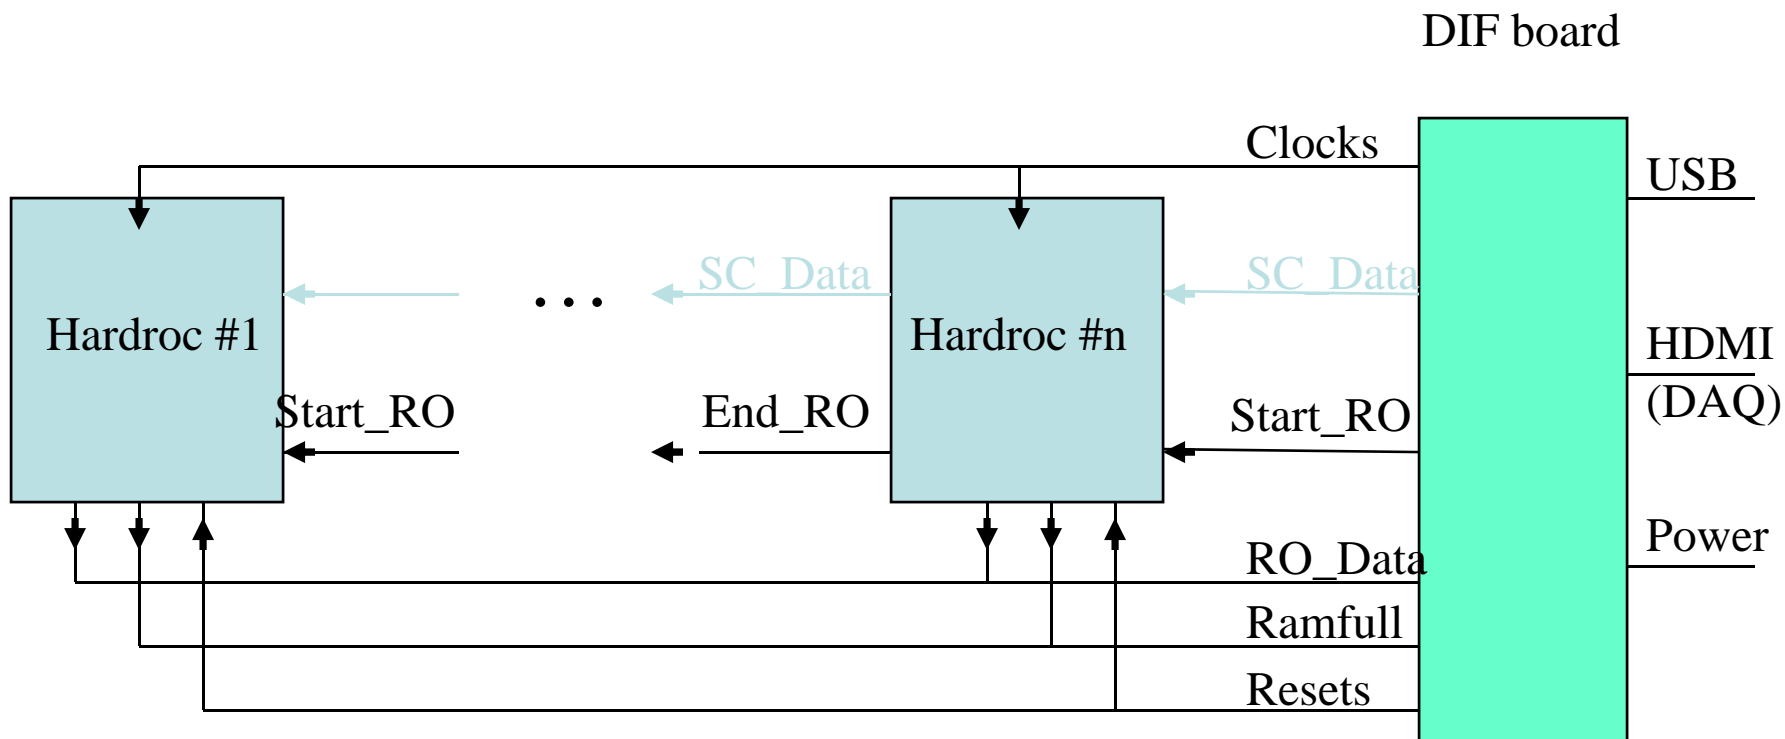 DIF board
Clocks
USB
SC_Data
SC_Data
...
Hardroc #1
Hardroc #n
HDMI
(DAQ)
Start_RO
End_RO
Start_RO
Power
RO_Data
Ramfull
Resets